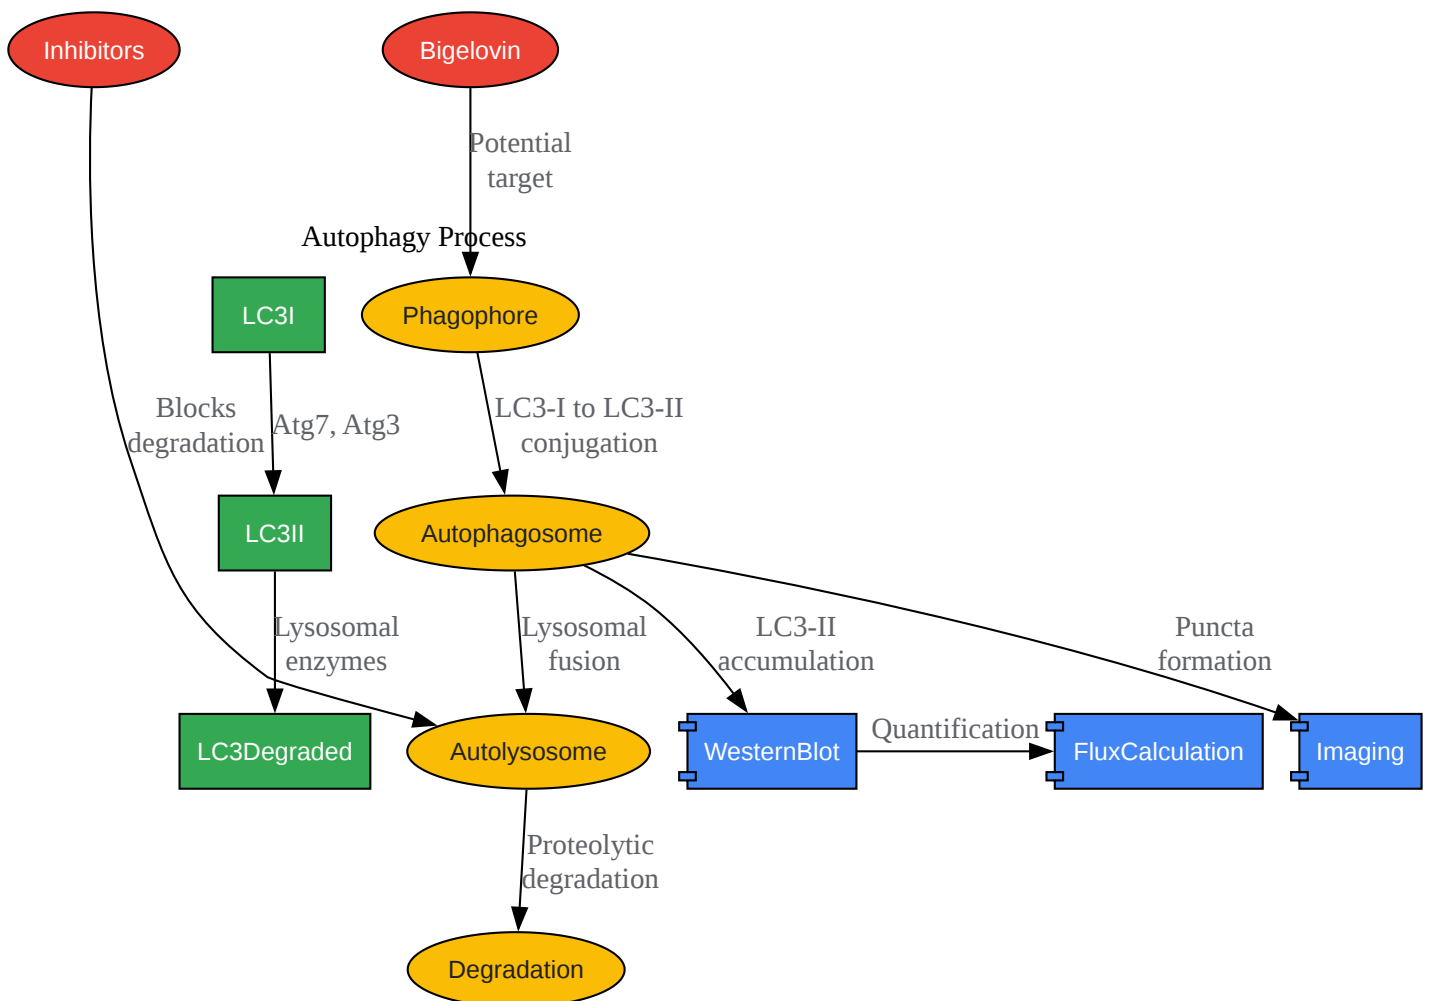 Inhibitors
Bigelovin
Potential
target
Autophagy Process
LC3I
Phagophore
Blocks
degradation
Atg7, Atg3
LC3-I to LC3-II
conjugation
LC3II
Autophagosome
Lysosomal
enzymes
Lysosomal
fusion
LC3-II
accumulation
Puncta
formation
LC3Degraded
Autolysosome
WesternBlot
Quantification
FluxCalculation
Imaging
Proteolytic
degradation
Degradation